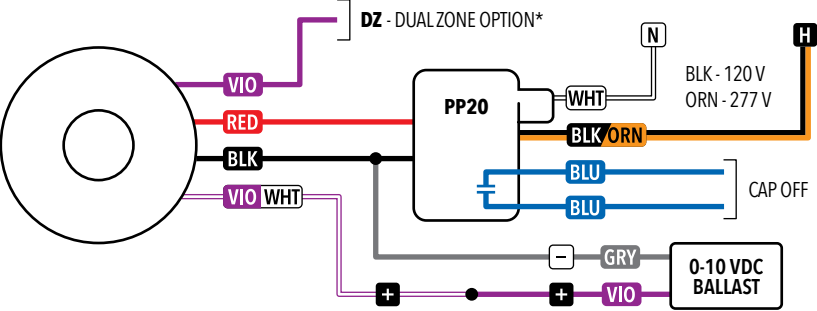 DZ - DUAL ZONE OPTION*
N
H
VIO
PP20
WHT
BLK - 120 V
ORN - 277 V
RED
BLK/ORN
BLK
BLU
CAP OFF
VIO WHT
BLU
- GRY
0-10 VDC
BALLAST
+ + VIO